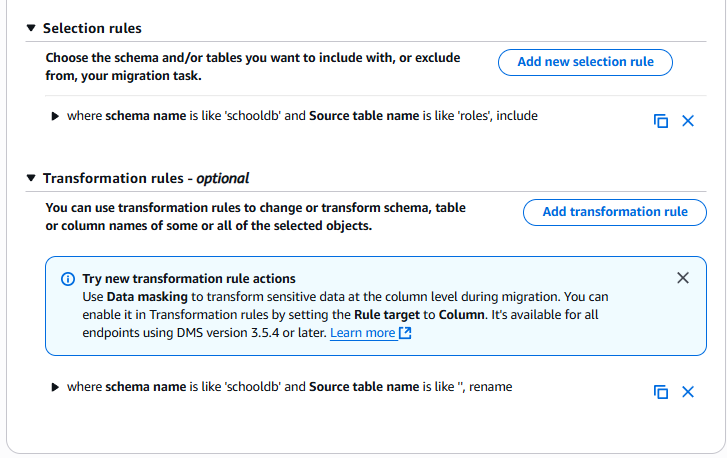 Selection rules
Choose the schema and/or tables you want to include with, or exclude
from, your migration task.
Add new selection rule
where schema name is like 'schooldb' and Source table name is like 'roles', include
Transformation rules - optional
You can use transformation rules to change or transform schema, table
or column names of some or all of the selected objects.
Add transformation rule
Try new transformation rule actions
Use Data masking to transform sensitive data at the column level during migration. You can
enable it in Transformation rules by setting the Rule target to Column. It's available for all
endpoints using DMS version 3.5.4 or later. Learn more
where schema name is like 'schooldb' and Source table name is like '', rename